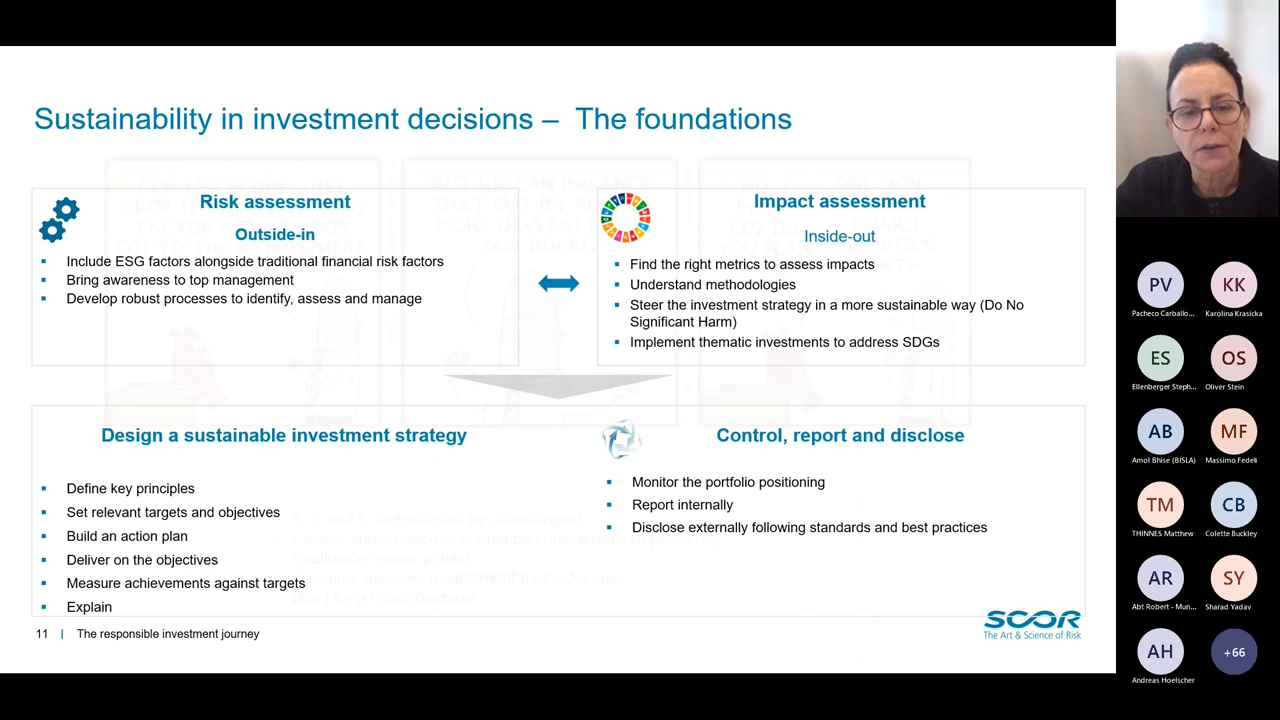 Sustainability in investment decisions – The foundations
Risk assessment
Outside-in
Include ESG factors alongside traditional financial risk factors
Bring awareness to top management
Develop robust processes to identify, assess and manage
Impact assessment
Inside-out
Find the right metrics to assess impacts
Understand methodologies
Steer the investment strategy in a more sustainable way (Do No
Significant Harm)
Implement thematic investments to address SDGs
Design a sustainable investment strategy
Define key principles
Set relevant targets and objectives
Build an action plan
Deliver on the objectives
Measure achievements against targets
Explain
Control, report and disclose
Monitor the portfolio positioning
Report internally
Disclose externally following standards and best practices
11 | The responsible investment journey
SCOR
The Art & Science of Risk
PV
Pacheco Carballo...
KK
Karolina Krasicka
ES
Ellenberger Steph...
OS
Oliver Stein
AB
Amol Bhise (BISLA)
MF
Massimo Fedeli
TM
THINNES Matthew
CB
Colette Buckley
AR
Abt Robert - Mun...
SY
Sharad Yadav
AH
Andreas Hoelscher
+66